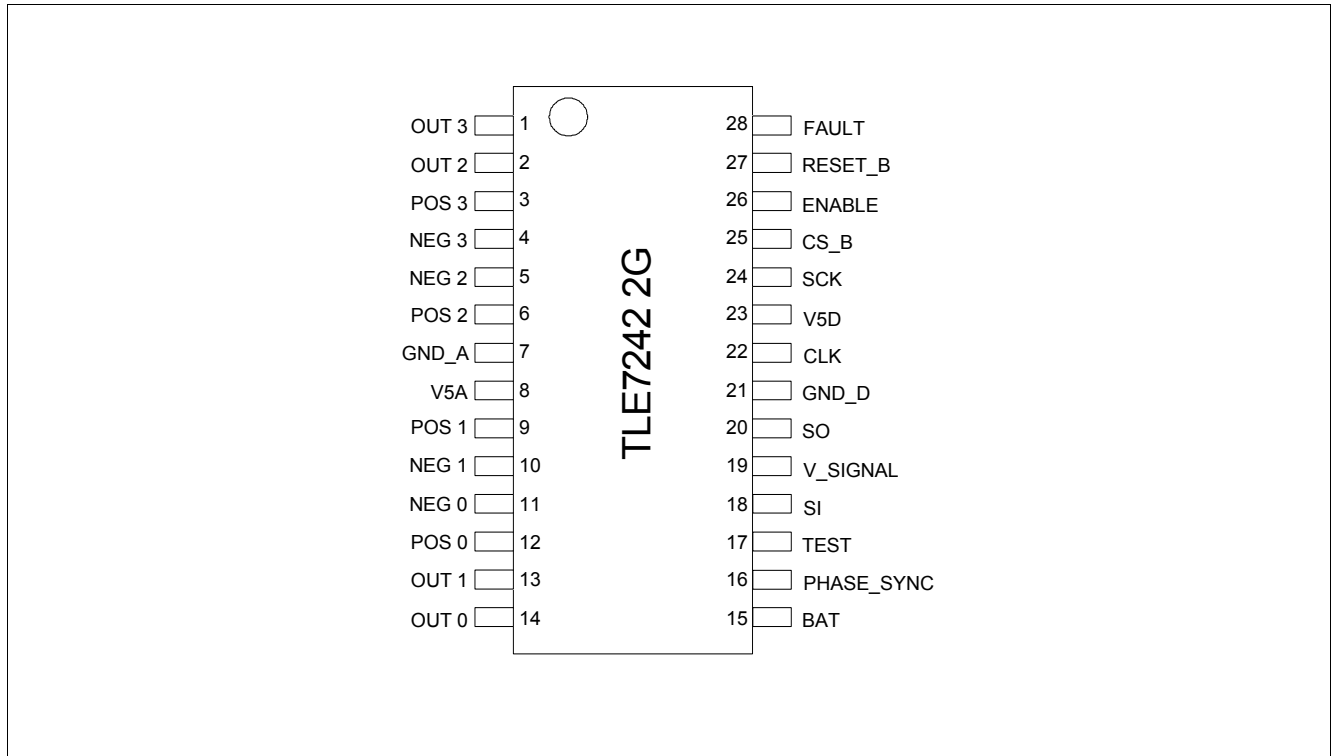 OUT 3 1 28 FAULT
OUT 2 2 27 RESET_B
POS 3 3 26 ENABLE
NEG 3 4 25 CS_B
NEG 2 5 24 SCK
POS 2 6 23 V5D
GND_A 7 22 CLK
V5A 8 21 GND_D
POS 1 9 20 SO
NEG 1 10 19 V_SIGNAL
NEG 0 11 18 SI
POS 0 12 17 TEST
OUT 1 13 16 PHASE_SYNC
OUT 0 14 15 BAT
TLE7242 2G